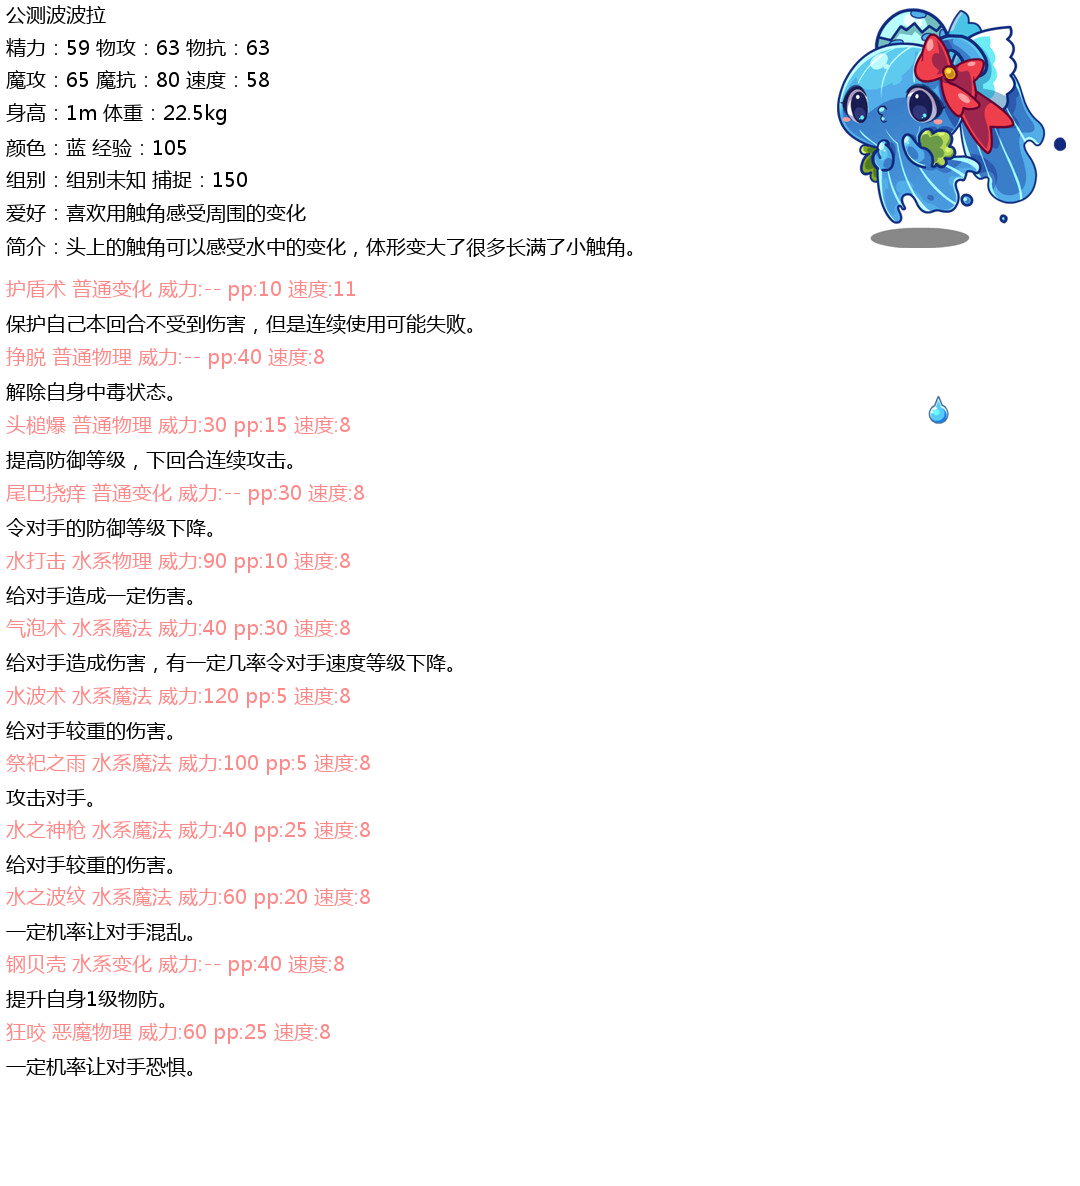 公测波波拉
精力：59 物攻：63 物抗：63
魔攻：65 魔抗：80 速度：58
身高：1m 体重：22.5kg
颜色：蓝 经验：105
组别：组别未知 捕捉：150
爱好：喜欢用触角感受周围的变化
简介：头上的触角可以感受水中的变化，体形变大了很多长满了小触角。
护盾术 普通变化 威力:-- pp:10 速度:11
保护自己本回合不受到伤害，但是连续使用可能失败。
挣脱 普通物理 威力:-- pp:40 速度:8
解除自身中毒状态。
头槌爆 普通物理 威力:30 pp:15 速度:8
提高防御等级，下回合连续攻击。
尾巴挠痒 普通变化 威力:-- pp:30 速度:8
令对手的防御等级下降。
水打击 水系物理 威力:90 pp:10 速度:8
给对手造成一定伤害。
气泡术 水系魔法 威力:40 pp:30 速度:8
给对手造成伤害，有一定几率令对手速度等级下降。
水波术 水系魔法 威力:120 pp:5 速度:8
给对手较重的伤害。
祭祀之雨 水系魔法 威力:100 pp:5 速度:8
攻击对手。
水之神枪 水系魔法 威力:40 pp:25 速度:8
给对手较重的伤害。
水之波纹 水系魔法 威力:60 pp:20 速度:8
一定机率让对手混乱。
钢贝壳 水系变化 威力:-- pp:40 速度:8
提升自身1级物防。
狂咬 恶魔物理 威力:60 pp:25 速度:8
一定机率让对手恐惧。